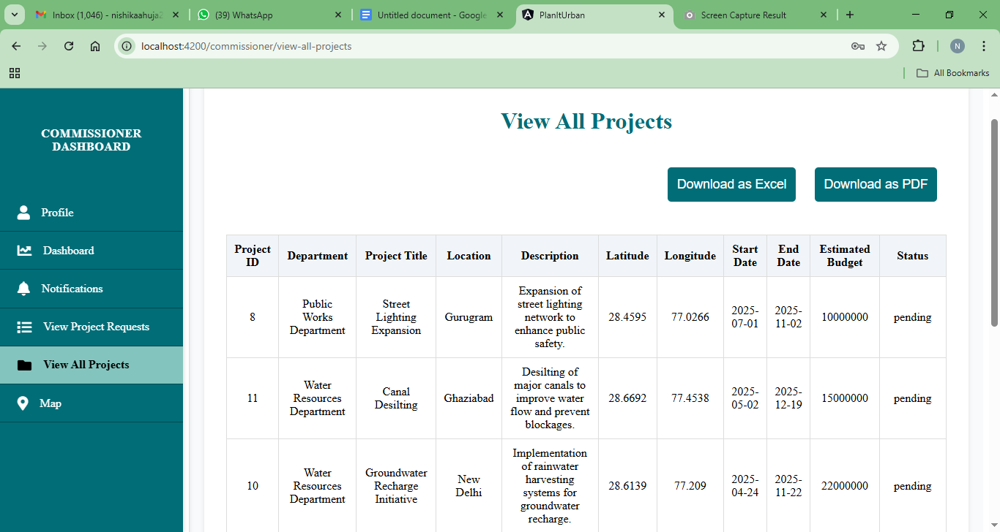 Inbox (1,046) - nishikaahuja2
(39) WhatsApp
Untitled document - Google
PlanItUrban
Screen Capture Result
localhost:4200/commissioner/view-all-projects
N
All Bookmarks
COMMISSIONER
DASHBOARD
Profile
Dashboard
Notifications
View Project Requests
View All Projects
Map
View All Projects
Download as Excel
Download as PDF
Project
ID
Department
Project Title
Location
Description
Latitude
Longitude
Start
Date
End
Date
Estimated
Budget
Status
8
Public
Works
Department
Street
Lighting
Expansion
Gurugram
Expansion of
street lighting
network to
enhance public
safety.
28.4595
77.0266
2025-
07-01
2025-
11-02
10000000
pending
11
Water
Resources
Department
Canal
Desilting
Ghaziabad
Desilting of
major canals to
improve water
flow and prevent
blockages.
28.6692
77.4538
2025-
05-02
2025-
12-19
15000000
pending
10
Water
Resources
Department
Groundwater
Recharge
Initiative
New
Delhi
Implementation
of rainwater
harvesting
systems for
groundwater
recharge.
28.6139
77.209
2025-
04-24
2025-
11-22
22000000
pending